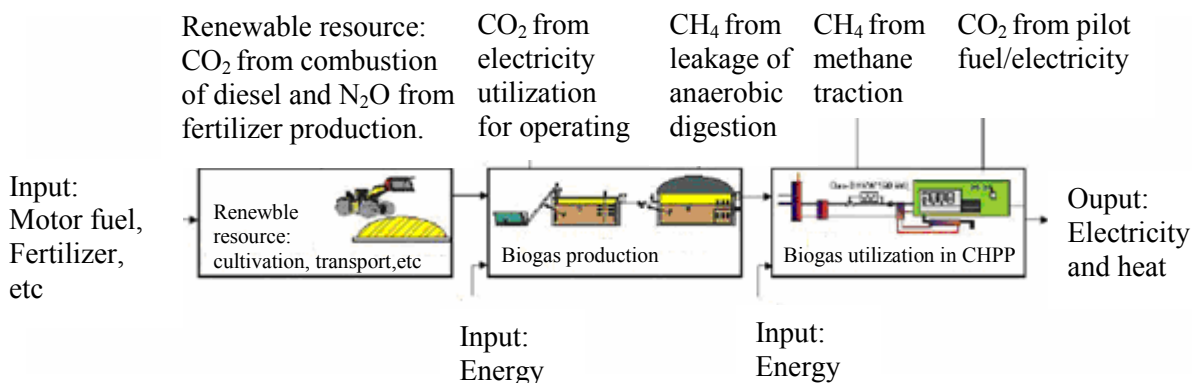 Renewable resource:
CO₂ from combustion
of diesel and N₂O from
fertilizer production.
CO₂ from
electricity
utilization
for operating
CH₄ from
leakage of
anaerobic
digestion
CH₄ from
methane
traction
CO₂ from pilot
fuel/electricity
Input:
Motor fuel,
Fertilizer,
etc
Renewble
resource:
cultivation, transport,etc
Biogas production
Biogas utilization in CHPP
Ouput:
Electricity
and heat
Input:
Energy
Input:
Energy